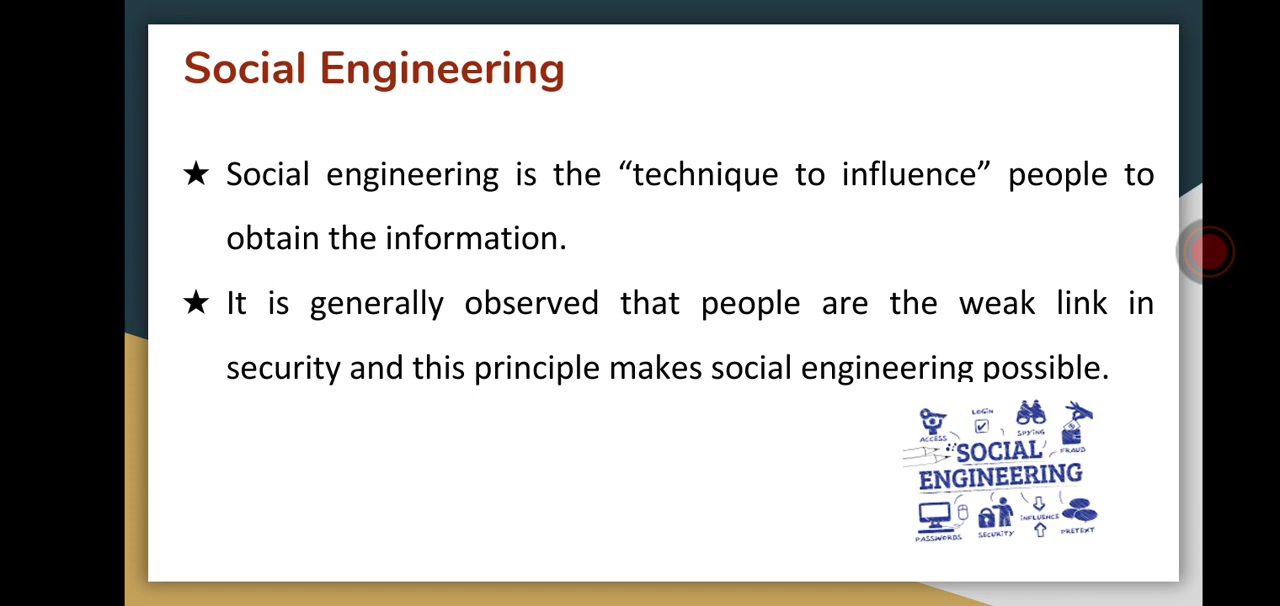 Social Engineering
★ Social engineering is the “technique to influence” people to
obtain the information.
★ It is generally observed that people are the weak link in
security and this principle makes social engineering possible.
ACCESS
LOGIN
SPYING
FRAUD
SOCIAL
ENGINEERING
PASSWORDS
SECURITY
INFLUENCE
PRETEXT